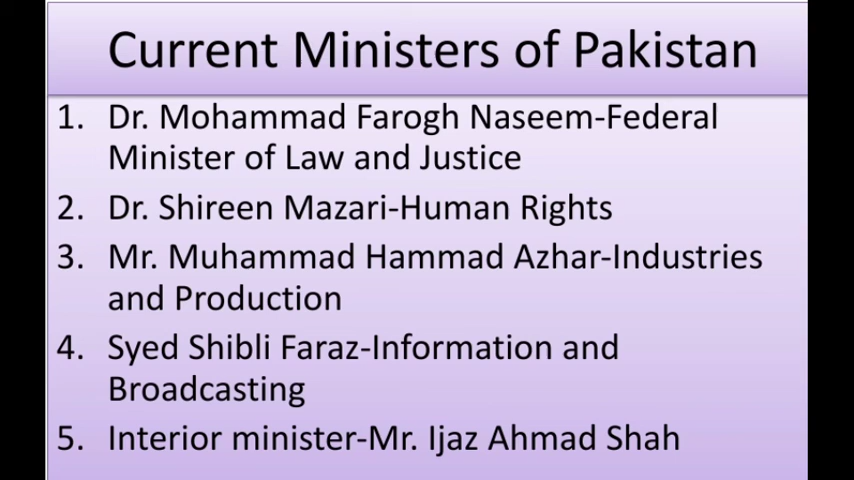 Current Ministers of Pakistan
1. Dr. Mohammad Farogh Naseem-Federal
Minister of Law and Justice
2. Dr. Shireen Mazari-Human Rights
3. Mr. Muhammad Hammad Azhar-Industries
and Production
4. Syed Shibli Faraz-Information and
Broadcasting
5. Interior minister-Mr. Ijaz Ahmad Shah